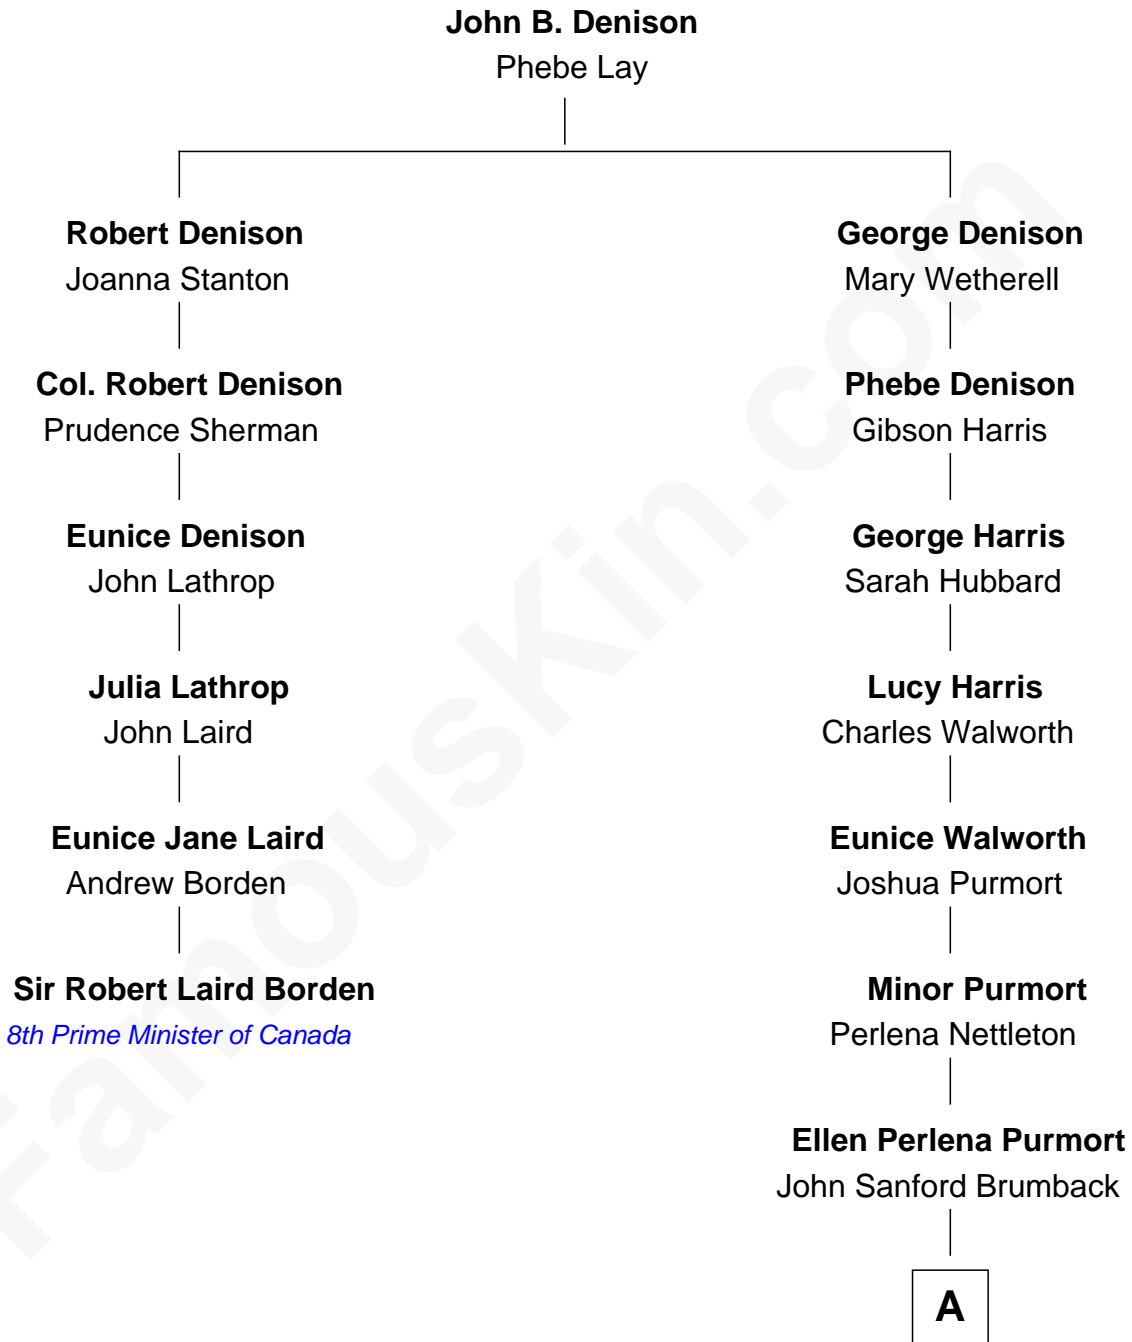 John B. Denison
Phebe Lay
Robert Denison
Joanna Stanton
George Denison
Mary Wetherell
Col. Robert Denison
Prudence Sherman
Phebe Denison
Gibson Harris
Eunice Denison
John Lathrop
George Harris
Sarah Hubbard
Julia Lathrop
John Laird
Lucy Harris
Charles Walworth
Eunice Jane Laird
Andrew Borden
Eunice Walworth
Joshua Purmort
Sir Robert Laird Borden
8th Prime Minister of Canada
Minor Purmort
Perlena Nettleton
Ellen Perlena Purmort
John Sanford Brumback
A
FamousKin.com